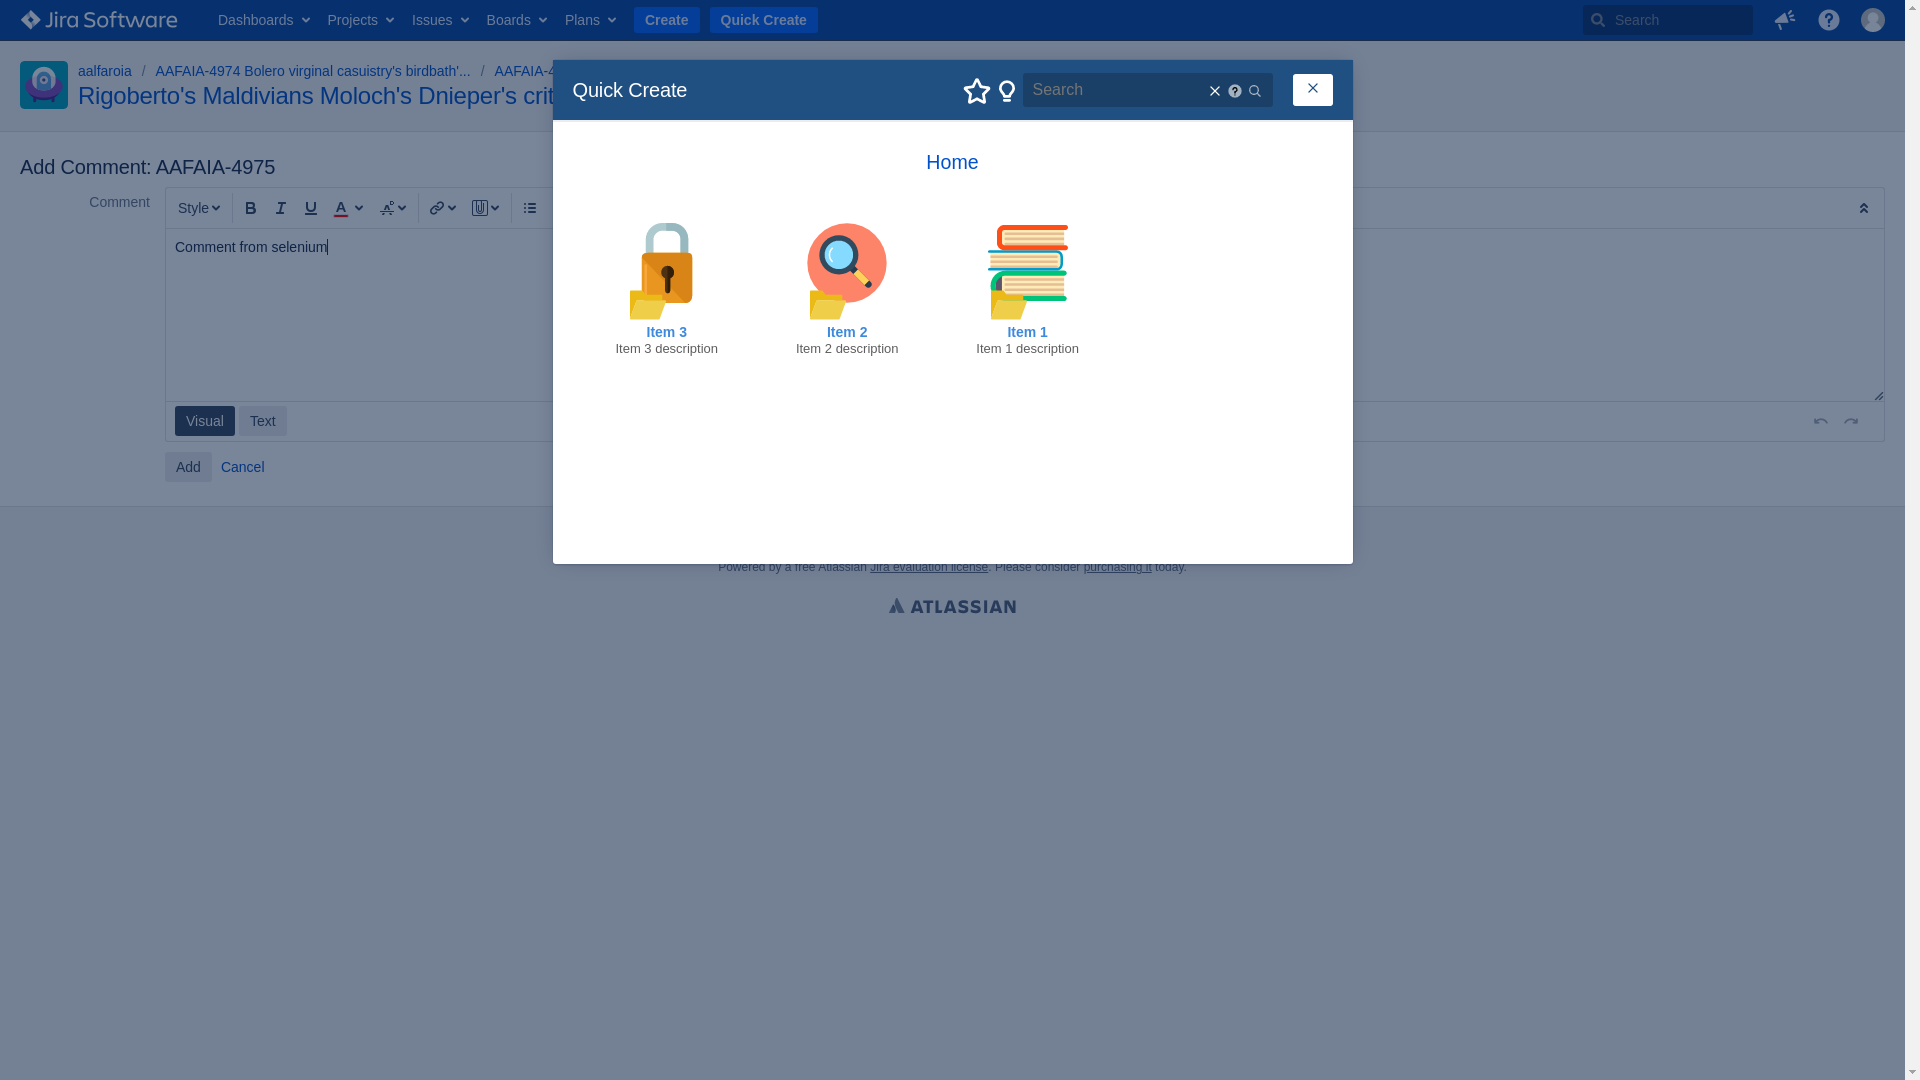 Jira Software
Dashboards Projects Issues Boards Plans Create Quick Create Search
aalfaroia / AAFAIA-4974 Bolero virginal casuistry's birdbath'... / AAFAIA-4
Rigoberto's Maldivians Moloch's Dnieper's crit
Quick Create
Search
Home
Add Comment: AAFAIA-4975
Comment
Style
Comment from selenium
Item 3
Item 3 description
Item 2
Item 2 description
Item 1
Item 1 description
Visual Text
Add Cancel
Powered by a free Atlassian Jira evaluation license. Please consider purchasing it today.
ATLASSIAN